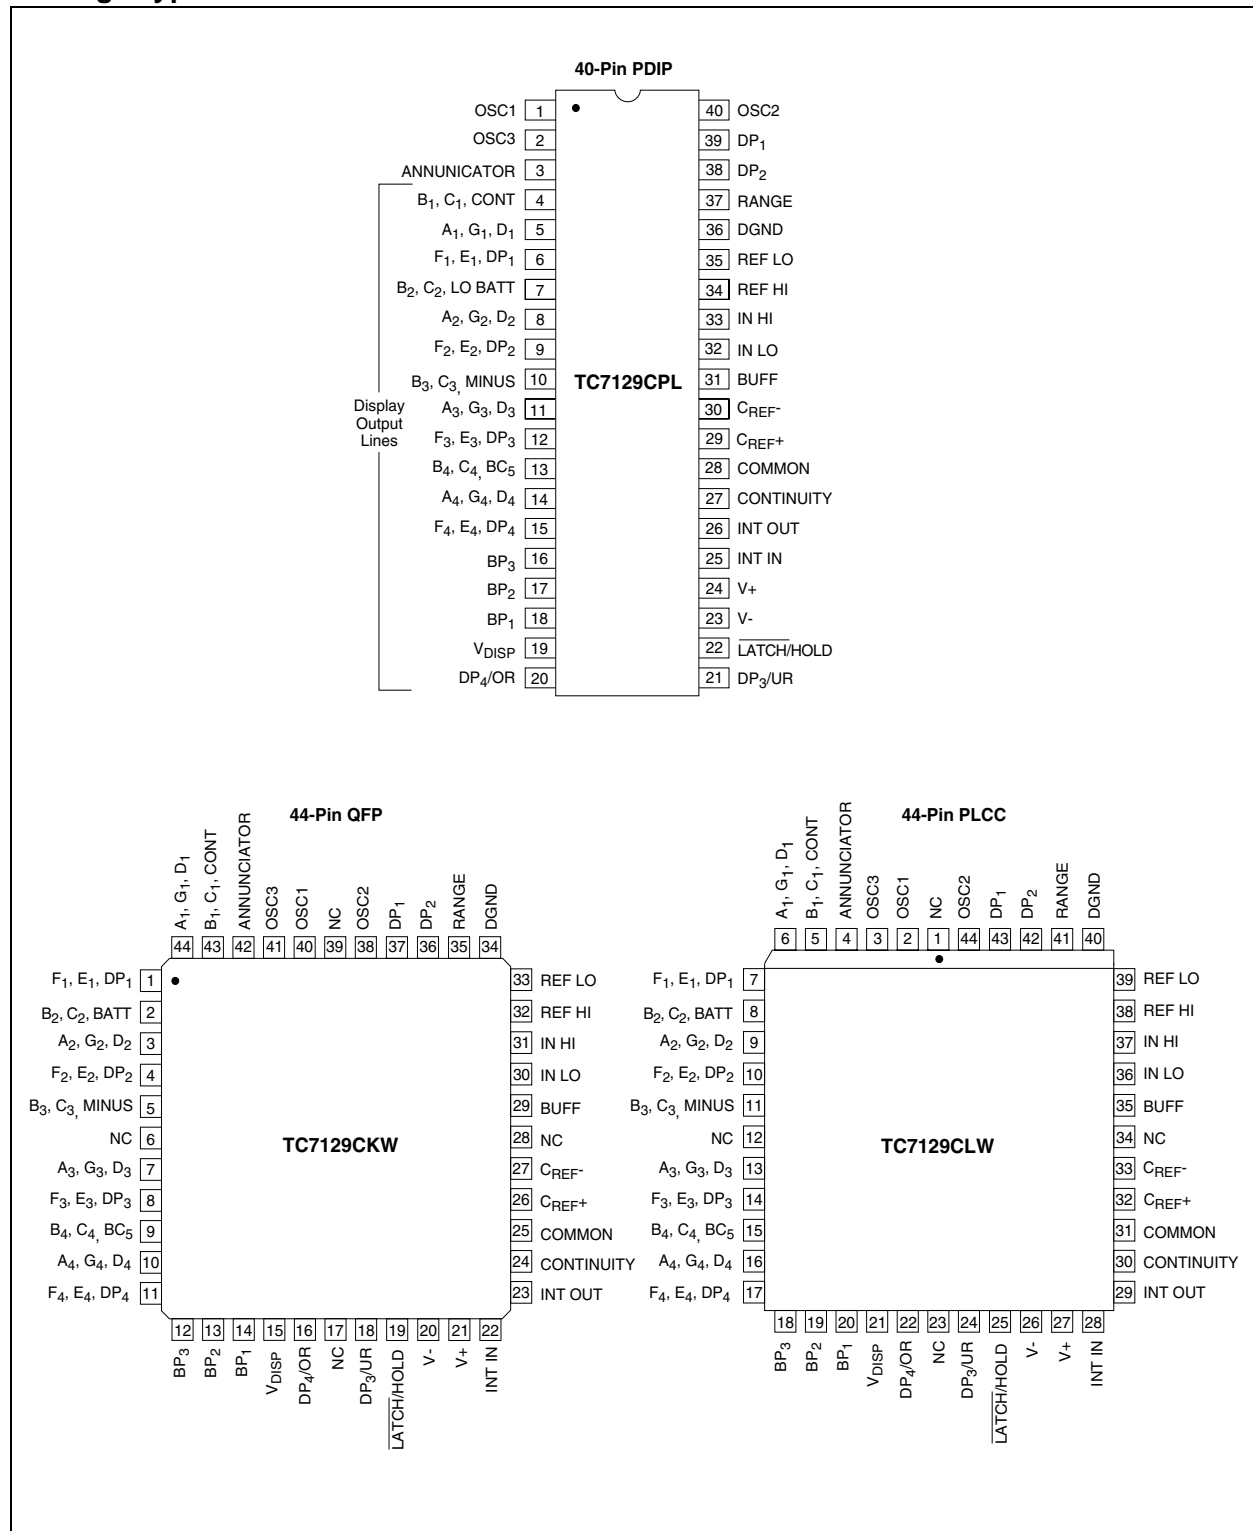 40-Pin PDIP
OSC1 1
OSC3 2
ANNUNICATOR 3
B1, C1, CONT 4
A1, G1, D1 5
F1, E1, DP1 6
B2, C2, LO BATT 7
A2, G2, D2 8
F2, E2, DP2 9
B3, C3, MINUS 10
A3, G3, D3 11
F3, E3, DP3 12
B4, C4, BC5 13
A4, G4, D4 14
F4, E4, DP4 15
BP3 16
BP2 17
BP1 18
VDISP 19
DP4/OR 20
Display
Output
Lines
TC7129CPL
40 OSC2
39 DP1
38 DP2
37 RANGE
36 DGND
35 REF LO
34 REF HI
33 IN HI
32 IN LO
31 BUFF
30 CREF-
29 CREF+
28 COMMON
27 CONTINUITY
26 INT OUT
25 INT IN
24 V+
23 V-
22 LATCH/HOLD
21 DP3/UR
44-Pin QFP
A1, G1, D1 44
B1, C1, CONT 43
ANNUNCIATOR 42
OSC3 41
OSC1 40
NC 39
OSC2 38
DP1 37
DP2 36
RANGE 35
DGND 34
F1, E1, DP1 1
B2, C2, BATT 2
A2, G2, D2 3
F2, E2, DP2 4
B3, C3, MINUS 5
NC 6
A3, G3, D3 7
F3, E3, DP3 8
B4, C4, BC5 9
A4, G4, D4 10
F4, E4, DP4 11
TC7129CKW
33 REF LO
32 REF HI
31 IN HI
30 IN LO
29 BUFF
28 NC
27 CREF-
26 CREF+
25 COMMON
24 CONTINUITY
23 INT OUT
12 BP3
13 BP2
14 BP1
15 VDISP
16 DP4/OR
17 NC
18 DP3/UR
19 LATCH/HOLD
20 V-
21 V+
22 INT IN
44-Pin PLCC
A1, G1, D1 6
B1, C1, CONT 5
ANNUNCIATOR 4
OSC3 3
OSC1 2
NC 1
OSC2 44
DP1 43
DP2 42
RANGE 41
DGND 40
F1, E1, DP1 7
B2, C2, BATT 8
A2, G2, D2 9
F2, E2, DP2 10
B3, C3, MINUS 11
NC 12
A3, G3, D3 13
F3, E3, DP3 14
B4, C4, BC5 15
A4, G4, D4 16
F4, E4, DP4 17
TC7129CLW
39 REF LO
38 REF HI
37 IN HI
36 IN LO
35 BUFF
34 NC
33 CREF-
32 CREF+
31 COMMON
30 CONTINUITY
29 INT OUT
18 BP3
19 BP2
20 BP1
21 VDISP
22 DP4/OR
23 NC
24 DP3/UR
25 LATCH/HOLD
26 V-
27 V+
28 INT IN